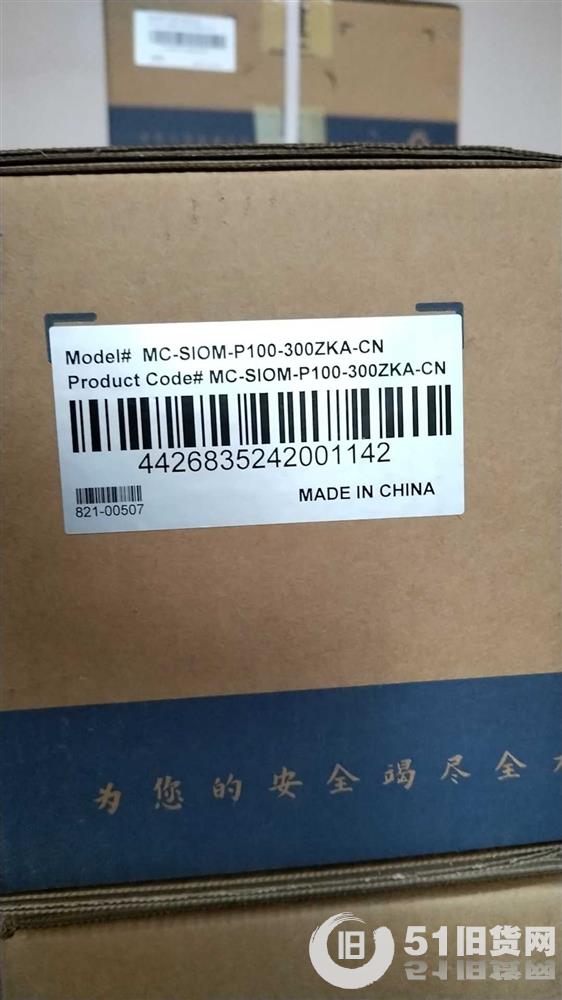 Model# MC-SIOM-P100-300ZKA-CN
Product Code# MC-SIOM-P100-300ZKA-CN
4426835242001142
821-00507
MADE IN CHINA
为您的安全竭尽全
旧 51旧货网